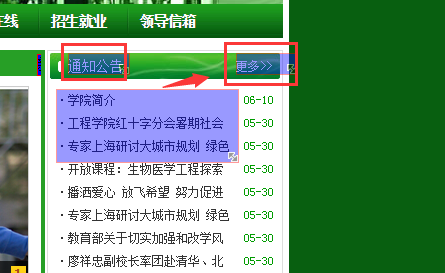 在线 招生就业 领导信箱
通知公告 更多>>
· 学院简介 06-10
· 工程学院红十字分会署期社会 05-30
· 专家上海研讨大城市规划 绿色 05-30
· 开放课程：生物医学工程探索 05-30
· 播洒爱心 放飞希望 努力促进 05-30
· 专家上海研讨大城市规划 绿色 05-30
· 教育部关于切实加强和改学风 05-30
· 廖祥忠副校长率团赴清华、北 05-30
1